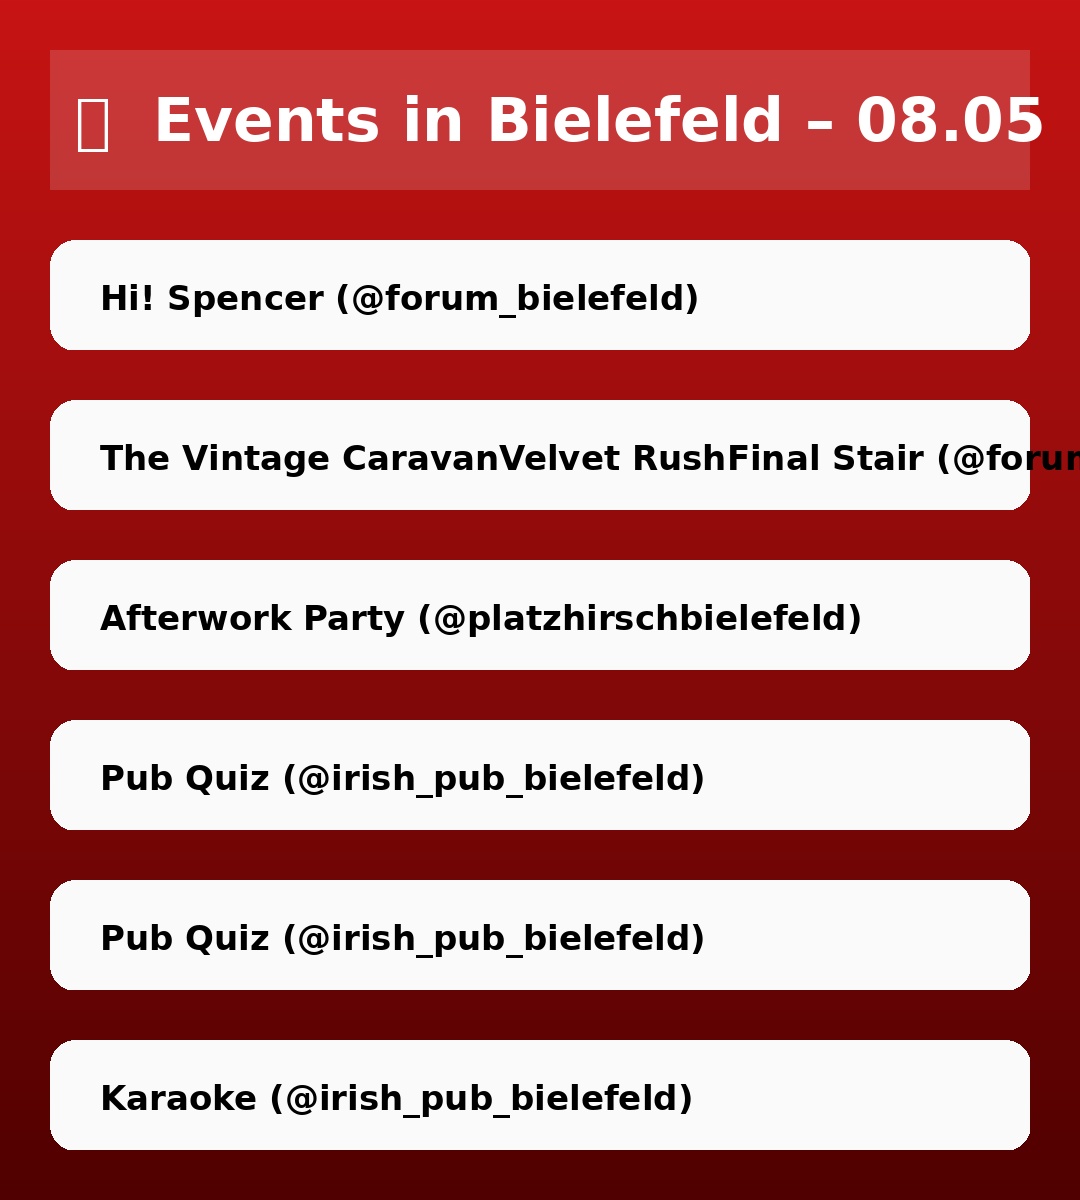 Events in Bielefeld – 08.05
Hi! Spencer (@forum_bielefeld)
The Vintage CaravanVelvet RushFinal Stair
Afterwork Party (@platzhirschbielefeld)
Pub Quiz (@irish_pub_bielefeld)
Pub Quiz (@irish_pub_bielefeld)
Karaoke (@irish_pub_bielefeld)